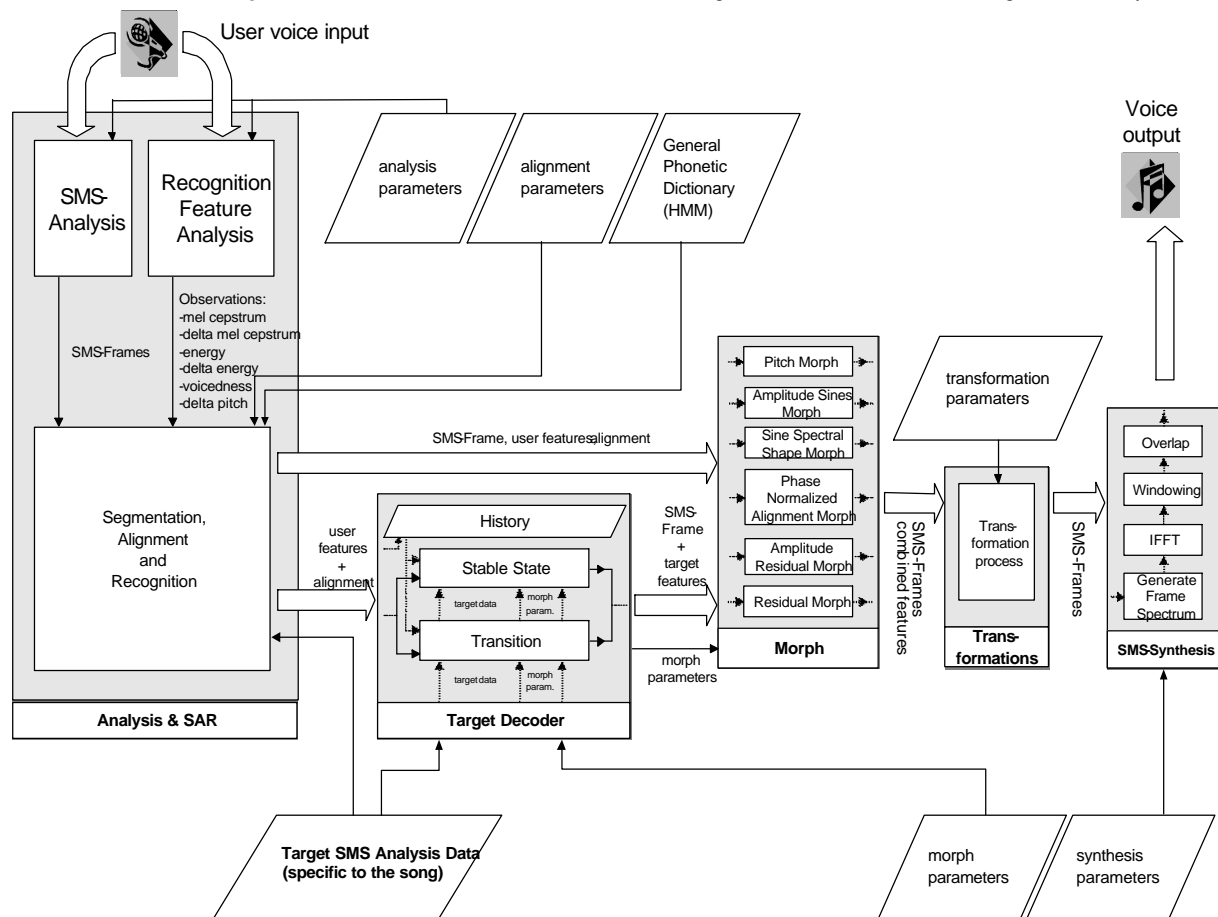 User voice input
Voice
output
SMS-
Analysis
Recognition
Feature
Analysis
analysis
parameters
alignment
parameters
General
Phonetic
Dictionary
(HMM)
SMS-Frames
Observations:
-mel cepstrum
-delta mel cepstrum
-energy
-delta energy
-voicedness
-delta pitch
Segmentation,
Alignment
and
Recognition
Analysis & SAR
SMS-Frame, user features,alignment
user
features
+
alignment
History
Stable State
target data
morph
param.
Transition
target data
morph
param.
Target Decoder
SMS-
Frame
+
target
features
morph
parameters
Pitch Morph
Amplitude Sines
Morph
Sine Spectral
Shape Morph
Phase
Normalized
Alignment Morph
Amplitude
Residual Morph
Residual Morph
Morph
SMS-Frames
combined features
transformation
paramaters
Trans-
formation
process
Trans-
formations
SMS-Frames
Overlap
Windowing
IFFT
Generate
Frame
Spectrum
SMS-Synthesis
Target SMS Analysis Data
(specific to the song)
morph
parameters
synthesis
parameters